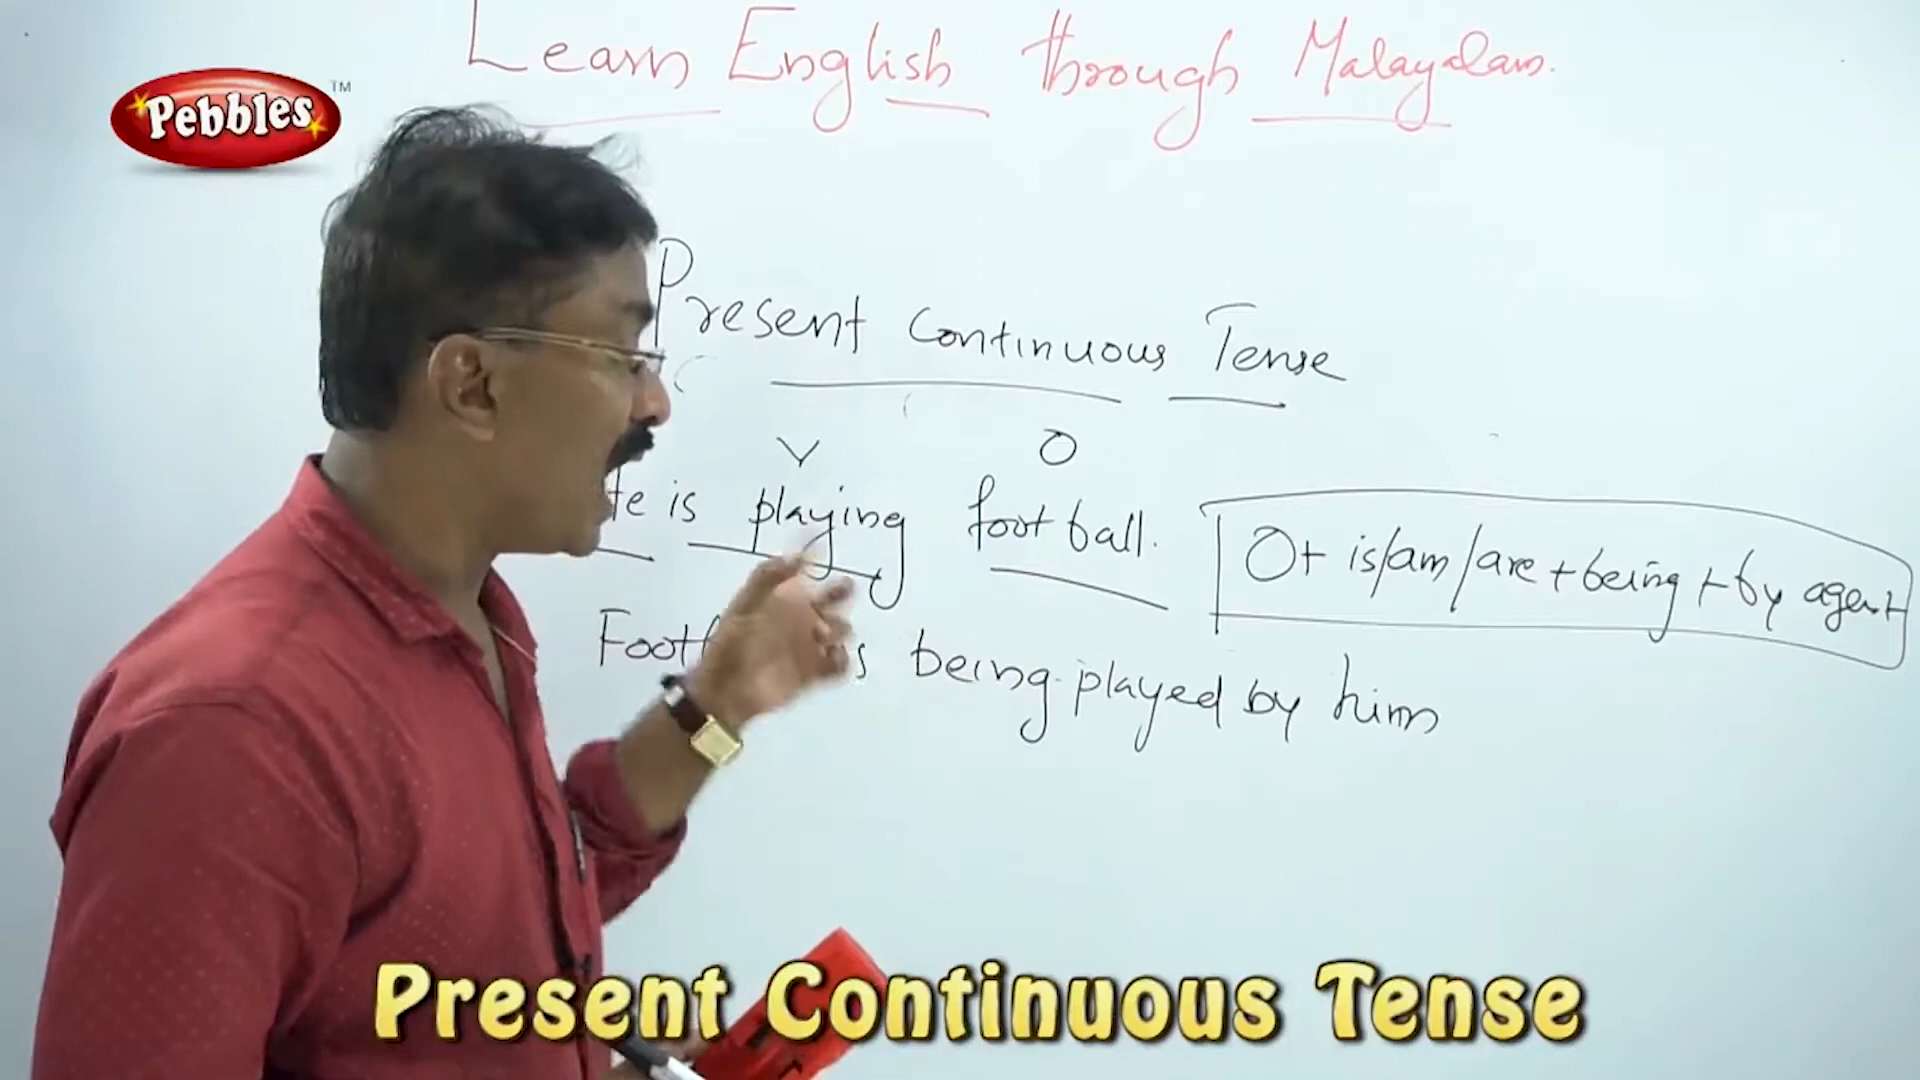 Learn English through Malayalam.
Pebbles TM
Present Continuous Tense
V O
is playing football.
O+ is/am/are + being + by agent
being played by him
Present Continuous Tense